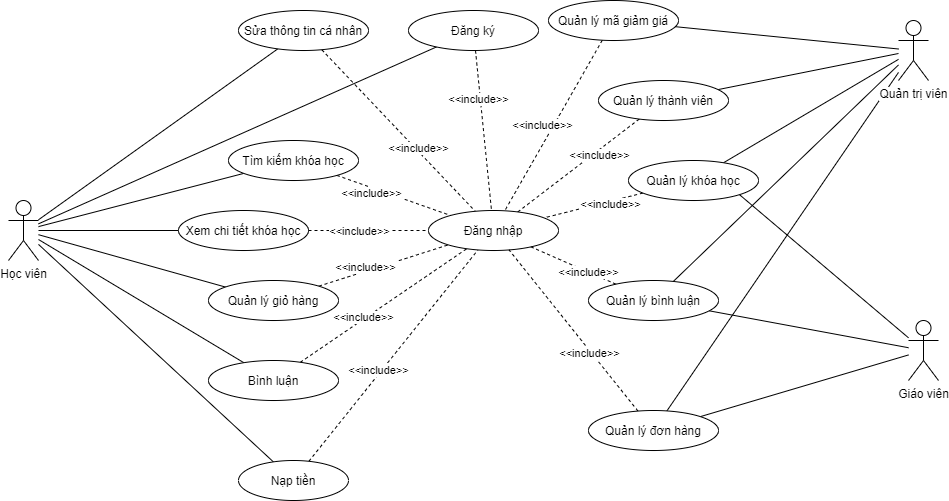 Quản lý mã giảm giá
Sửa thông tin cá nhân
Đăng ký
Quản trị viên
<<include>>
Quản lý thành viên
<<include>>
<<include>>
<<include>>
Tìm kiếm khóa học
Quản lý khóa học
<<include>>
<<include>>
<<include>>
Học viên
Xem chi tiết khóa học
<<include>>
Đăng nhập
<<include>>
<<include>>
Quản lý giỏ hàng
Quản lý bình luận
<<include>>
<<include>>
<<include>>
Bình luận
Giáo viên
Quản lý đơn hàng
Nạp tiền